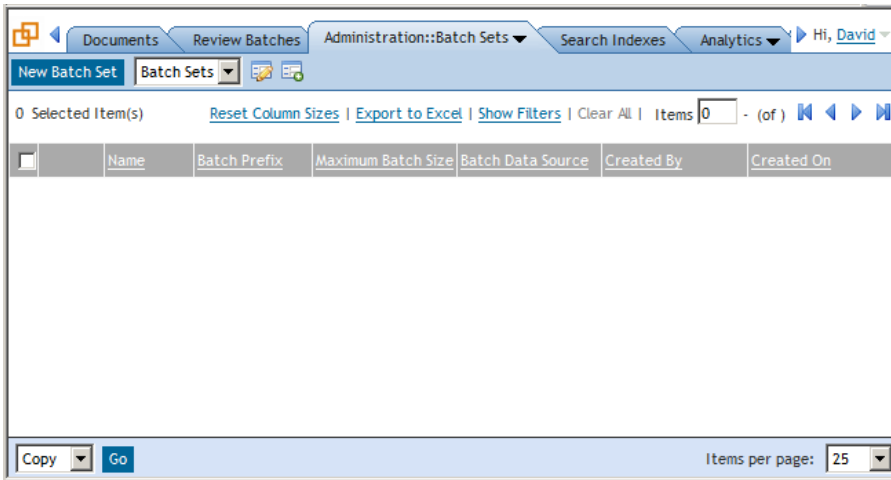 Documents Review Batches Administration::Batch Sets Search Indexes Analytics Hi, David
New Batch Set Batch Sets
0 Selected Item(s) Reset Column Sizes | Export to Excel | Show Filters | Clear All | Items 0 - (of )
Name Batch Prefix Maximum Batch Size Batch Data Source Created By Created On
Copy Go Items per page: 25